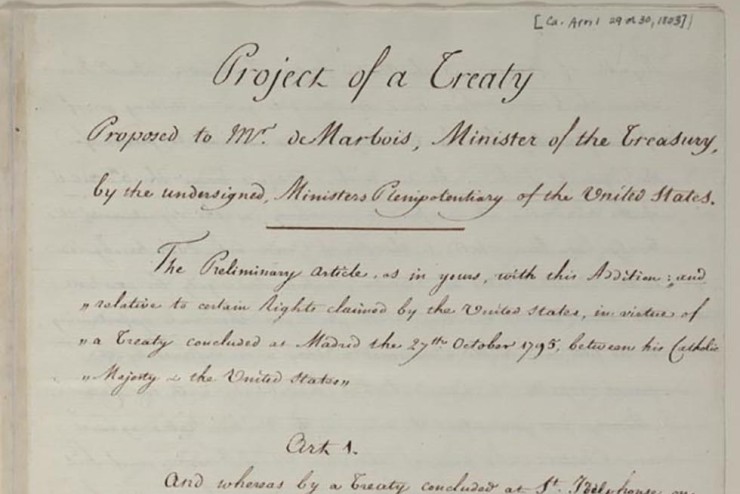 [Ca. April 29 or 30, 1803]
Project of a Treaty
Proposed to Mr. de Marbois, Minister of the Treasury,
by the undersigned, Ministers Plenipotentiary of the United States.
The Preliminary article, as in yours, with this Addition; "and
"relative to certain Rights claimed by the United States, in virtue of
"a Treaty concluded at Madrid the 27th October 1795, between his Catholic
"Majesty & the United States"
Art 1.
And whereas by a Treaty concluded at St. Ildephonso, on